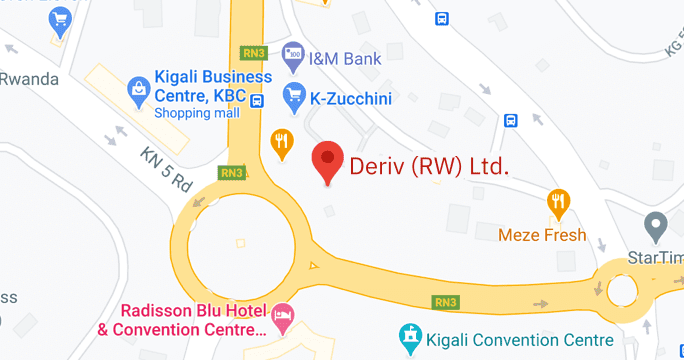 RN3
I&M Bank
Rwanda
Kigali Business
Centre, KBC
Shopping mall
K-Zucchini
KN 5 Rd
RN3
Deriv (RW) Ltd.
Meze Fresh
StarTim
RN3
Radisson Blu Hotel
& Convention Centre...
Kigali Convention Centre